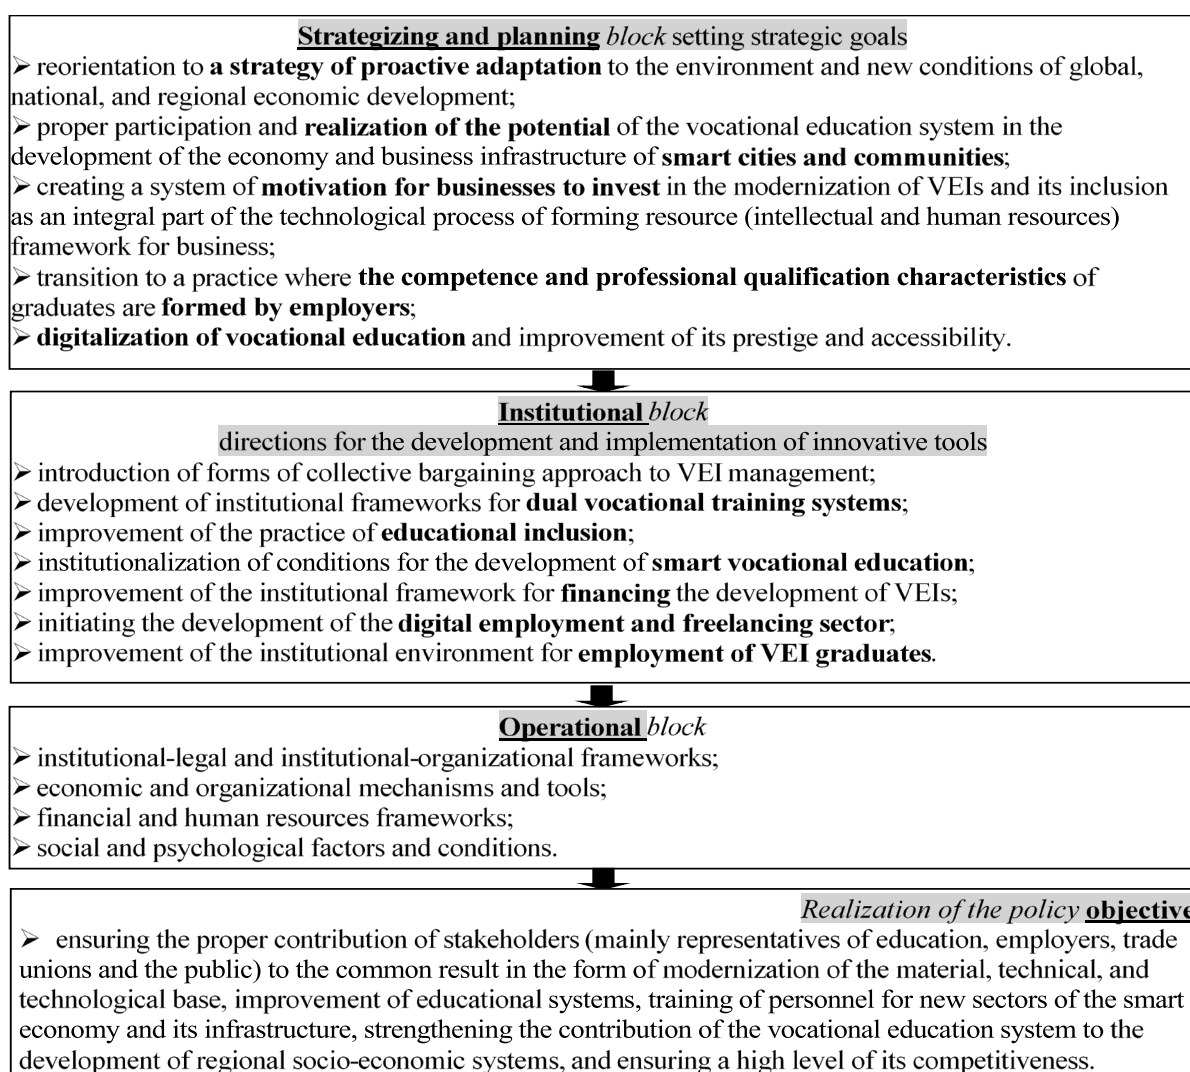 Strategizing and planning block setting strategic goals
➢ reorientation to a strategy of proactive adaptation to the environment and new conditions of global,
national, and regional economic development;
➢ proper participation and realization of the potential of the vocational education system in the
development of the economy and business infrastructure of smart cities and communities;
➢ creating a system of motivation for businesses to invest in the modernization of VEIs and its inclusion
as an integral part of the technological process of forming resource (intellectual and human resources)
framework for business;
➢ transition to a practice where the competence and professional qualification characteristics of
graduates are formed by employers;
➢ digitalization of vocational education and improvement of its prestige and accessibility.
Institutional block
directions for the development and implementation of innovative tools
➢ introduction of forms of collective bargaining approach to VEI management;
➢ development of institutional frameworks for dual vocational training systems;
➢ improvement of the practice of educational inclusion;
➢ institutionalization of conditions for the development of smart vocational education;
➢ improvement of the institutional framework for financing the development of VEIs;
➢ initiating the development of the digital employment and freelancing sector;
➢ improvement of the institutional environment for employment of VEI graduates.
Operational block
➢ institutional-legal and institutional-organizational frameworks;
➢ economic and organizational mechanisms and tools;
➢ financial and human resources frameworks;
➢ social and psychological factors and conditions.
Realization of the policy objective
➢ ensuring the proper contribution of stakeholders (mainly representatives of education, employers, trade
unions and the public) to the common result in the form of modernization of the material, technical, and
technological base, improvement of educational systems, training of personnel for new sectors of the smart
economy and its infrastructure, strengthening the contribution of the vocational education system to the
development of regional socio-economic systems, and ensuring a high level of its competitiveness.